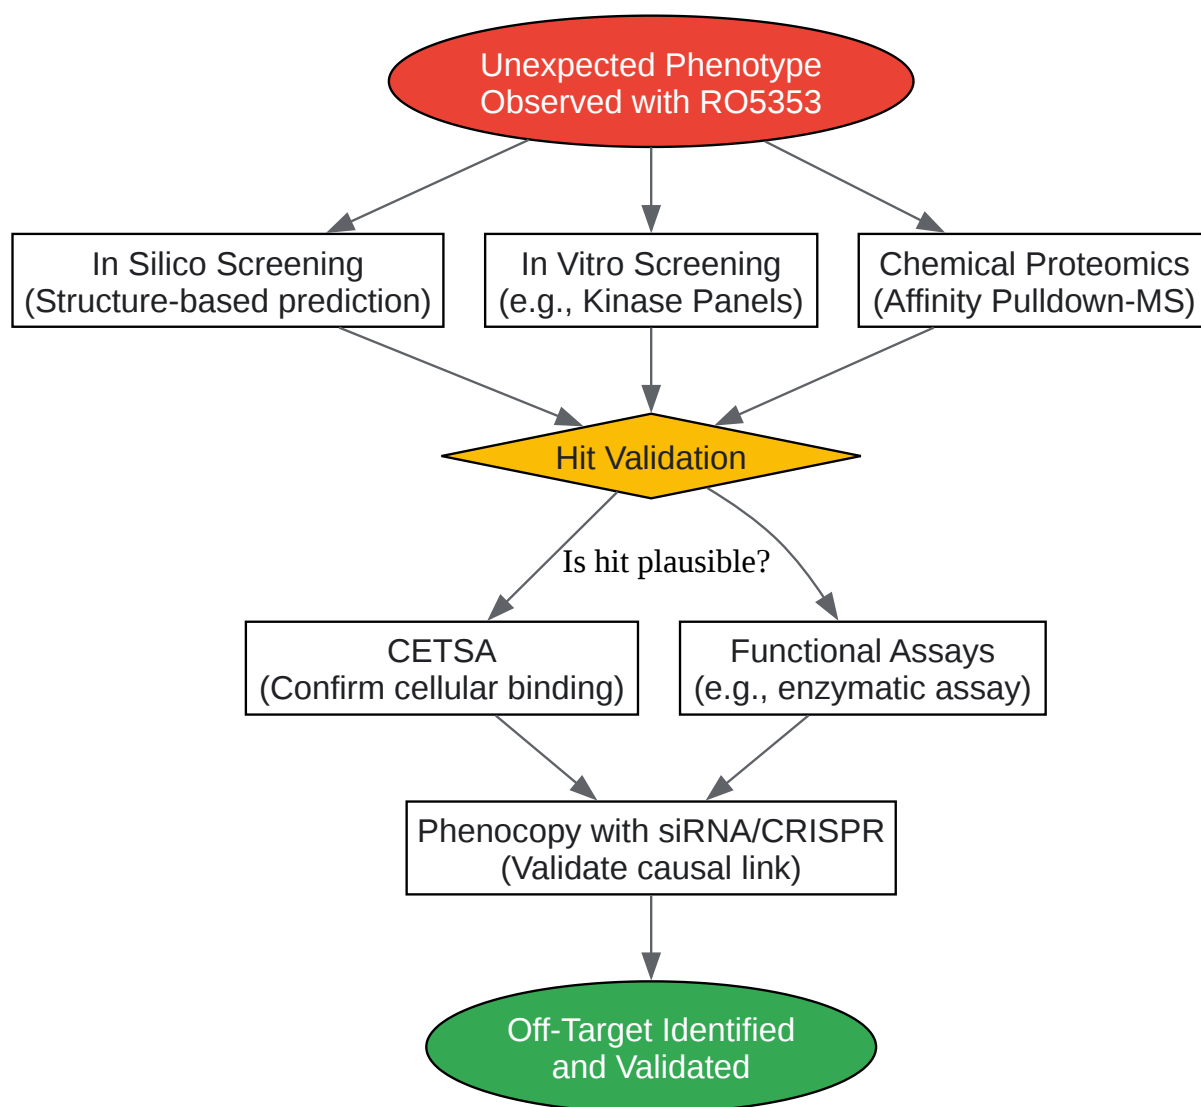 Unexpected Phenotype
Observed with RO5353
In Silico Screening
(Structure-based prediction)
In Vitro Screening
(e.g., Kinase Panels)
Chemical Proteomics
(Affinity Pulldown-MS)
Hit Validation
Is hit plausible?
CETSA
(Confirm cellular binding)
Functional Assays
(e.g., enzymatic assay)
Phenocopy with siRNA/CRISPR
(Validate causal link)
Off-Target Identified
and Validated